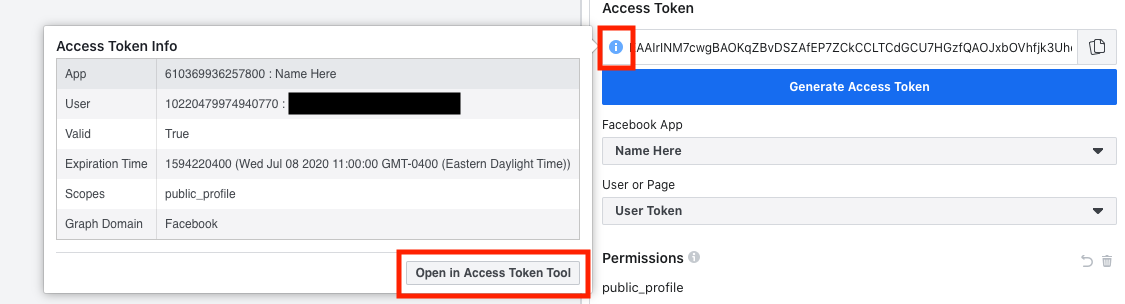 Access Token Info
App 610369936257800 : Name Here
User 10220479974940770 :
Valid True
Expiration Time 1594220400 (Wed Jul 08 2020 11:00:00 GMT-0400 (Eastern Daylight Time))
Scopes public_profile
Graph Domain Facebook
Open in Access Token Tool
Access Token
Generate Access Token
Facebook App
Name Here
User or Page
User Token
Permissions
public_profile